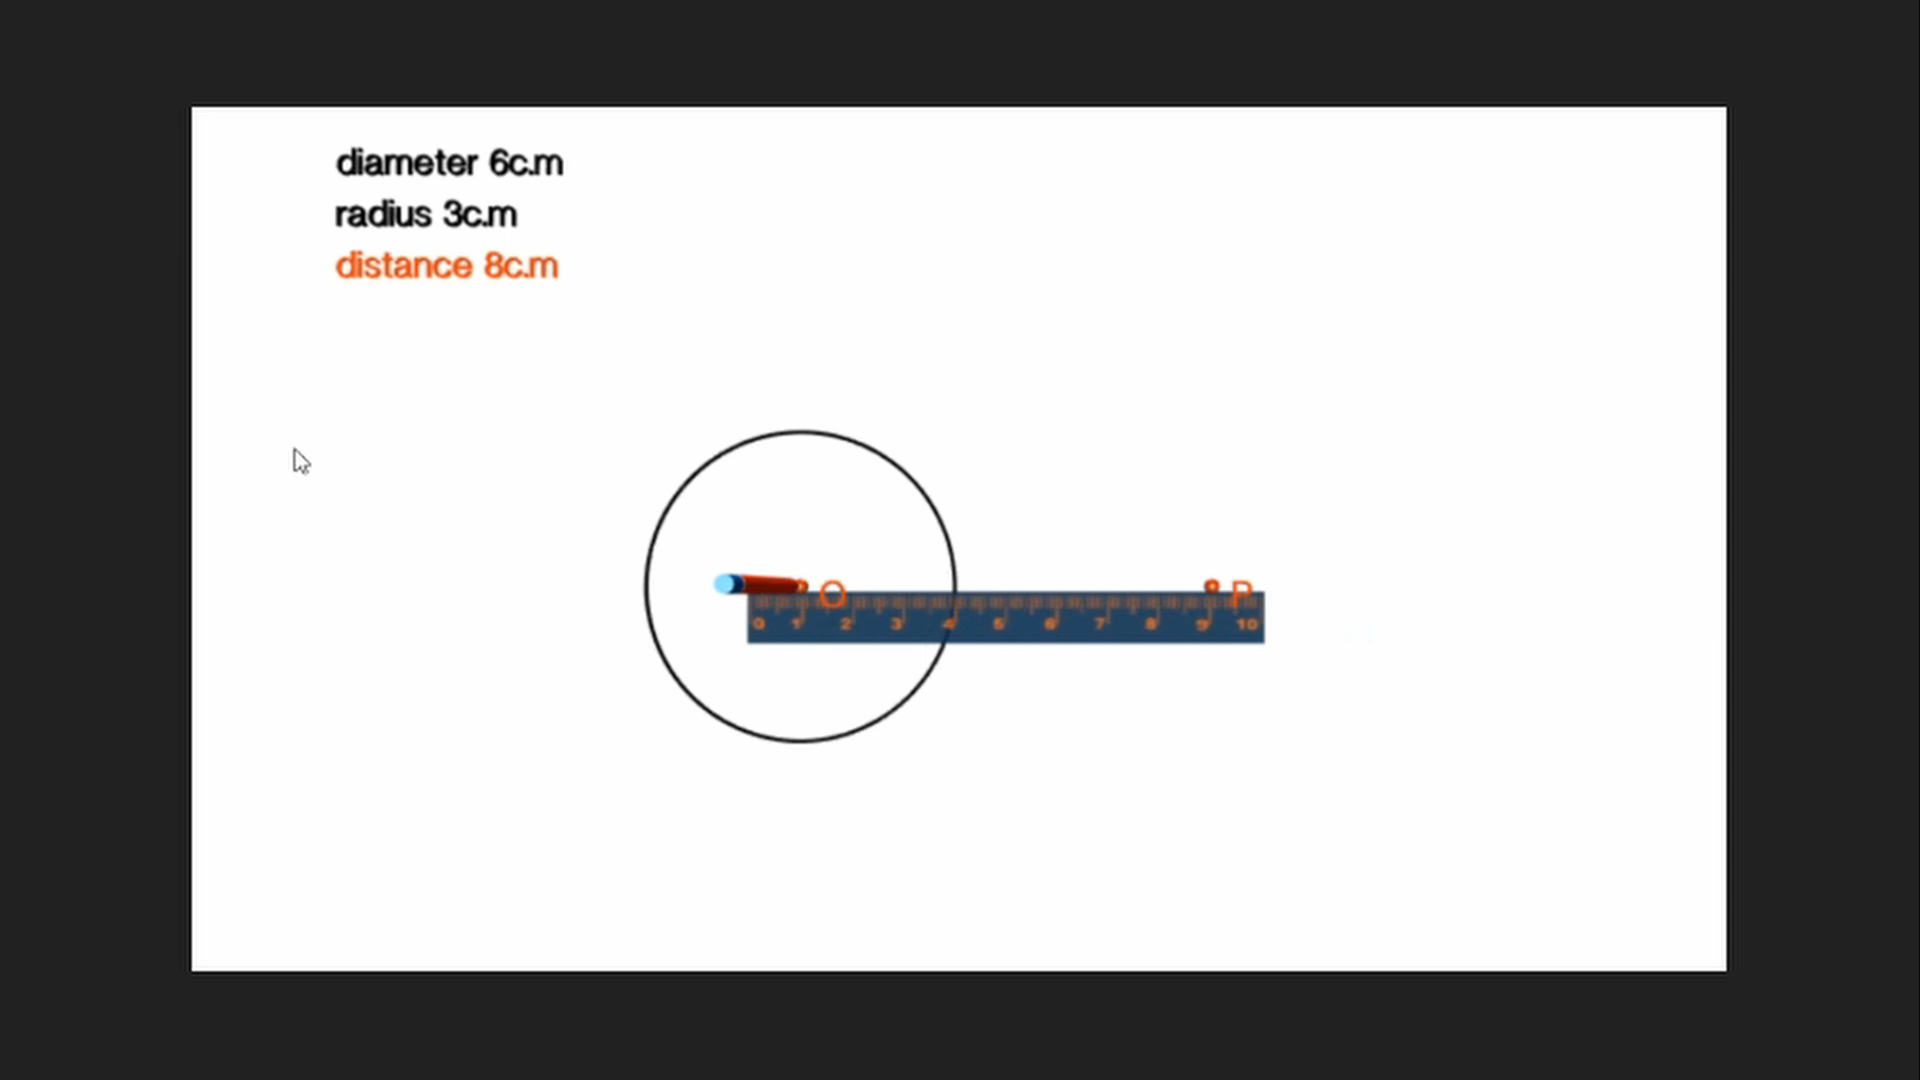 diameter 6c.m
radius 3c.m
distance 8c.m
O
P
0 1 2 3 4 5 6 7 8 9 10